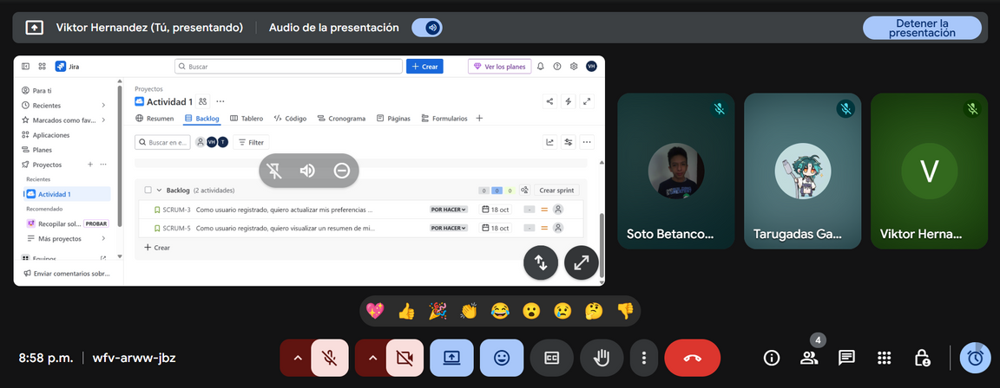 Viktor Hernandez (Tú, presentando)
Audio de la presentación
Detener la
presentación
Jira
Buscar
Crear
Ver los planes
VH
Para ti
Recientes
Marcados como fav...
Aplicaciones
Planes
Proyectos
Recientes
Actividad 1
Recomendado
Recopilar sol... PROBAR
Más proyectos
Equipos
Enviar comentarios sobr...
Proyectos
Actividad 1
Resumen Backlog Tablero Código Cronograma Páginas Formularios
Buscar en e... VH T Filter
Backlog (2 actividades) 0 0 0 Crear sprint
SCRUM-3 Como usuario registrado, quiero actualizar mis preferencias ... POR HACER 18 oct -
SCRUM-5 Como usuario registrado, quiero visualizar un resumen de mi... POR HACER 18 oct -
Crear
Soto Betanco...
Tarugadas Ga...
V
Viktor Herna...
8:58 p.m. | wfv-arww-jbz
4